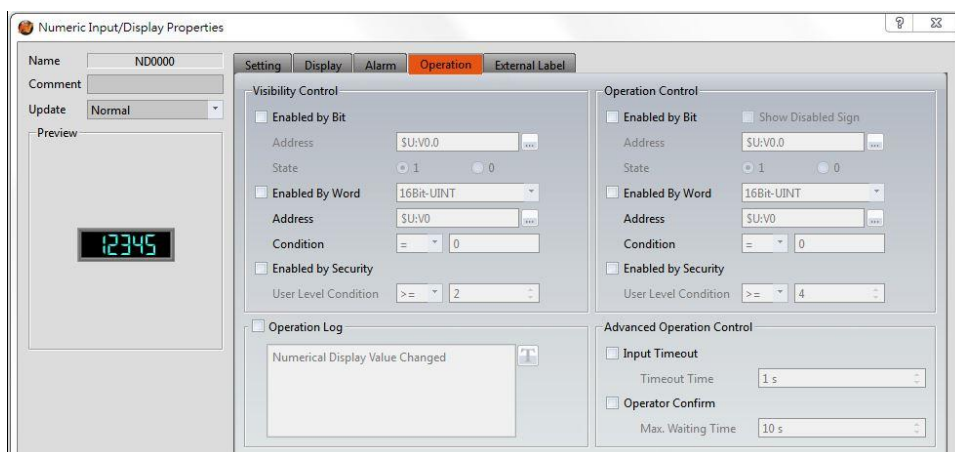 Numeric Input/Display Properties
Name ND0000
Comment
Update Normal
Preview
12345
Setting Display Alarm Operation External Label
Visibility Control
Enabled by Bit
Address $U:V0.0 ...
State 1 0
Enabled By Word 16Bit-UINT
Address $U:V0 ...
Condition = 0
Enabled by Security
User Level Condition >= 2
Operation Log
Numerical Display Value Changed
T
Operation Control
Enabled by Bit Show Disabled Sign
Address $U:V0.0 ...
State 1 0
Enabled By Word 16Bit-UINT
Address $U:V0 ...
Condition = 0
Enabled by Security
User Level Condition >= 4
Advanced Operation Control
Input Timeout
Timeout Time 1 s
Operator Confirm
Max. Waiting Time 10 s